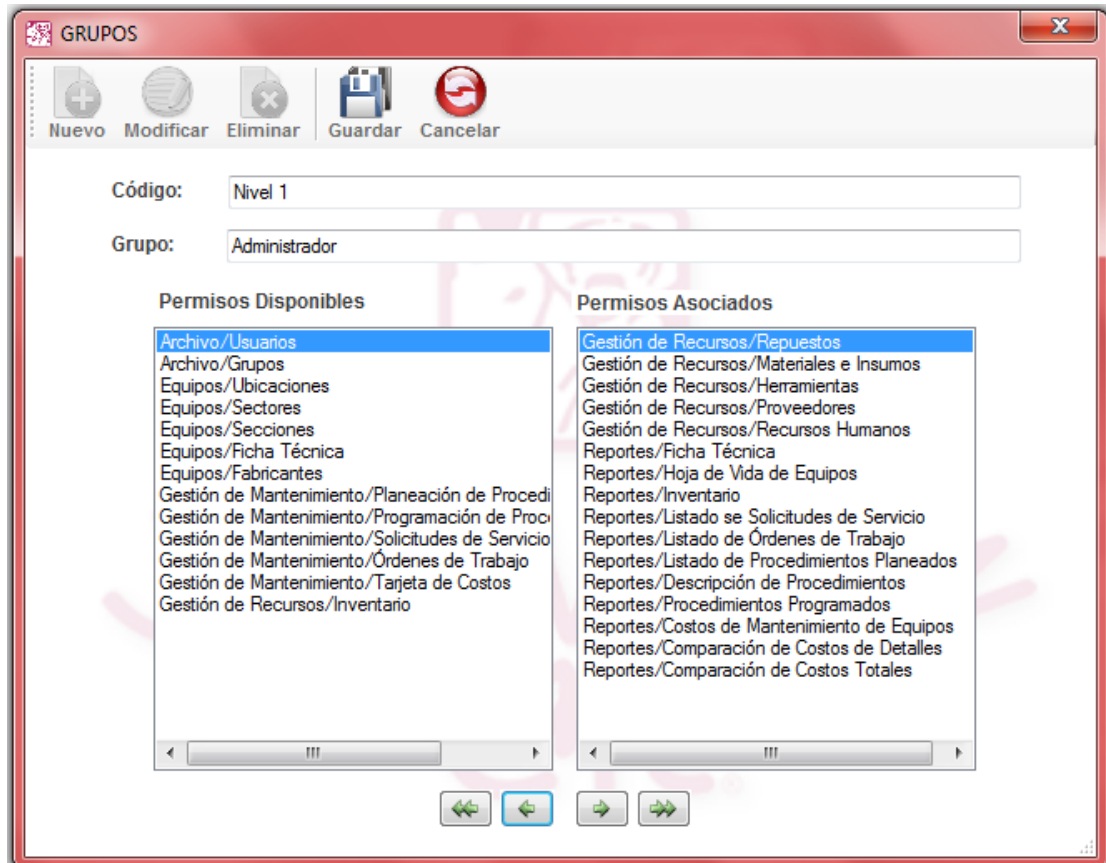 GRUPOS
Nuevo Modificar Eliminar Guardar Cancelar
Código: Nivel 1
Grupo: Administrador
Permisos Disponibles
Archivo/Usuarios
Archivo/Grupos
Equipos/Ubicaciones
Equipos/Sectores
Equipos/Secciones
Equipos/Ficha Técnica
Equipos/Fabricantes
Gestión de Mantenimiento/Planeación de Procedi
Gestión de Mantenimiento/Programación de Proc
Gestión de Mantenimiento/Solicitudes de Servicio
Gestión de Mantenimiento/Órdenes de Trabajo
Gestión de Mantenimiento/Tarjeta de Costos
Gestión de Recursos/Inventario
Permisos Asociados
Gestión de Recursos/Repuestos
Gestión de Recursos/Materiales e Insumos
Gestión de Recursos/Herramientas
Gestión de Recursos/Proveedores
Gestión de Recursos/Recursos Humanos
Reportes/Ficha Técnica
Reportes/Hoja de Vida de Equipos
Reportes/Inventario
Reportes/Listado se Solicitudes de Servicio
Reportes/Listado de Órdenes de Trabajo
Reportes/Listado de Procedimientos Planeados
Reportes/Descripción de Procedimientos
Reportes/Procedimientos Programados
Reportes/Costos de Mantenimiento de Equipos
Reportes/Comparación de Costos de Detalles
Reportes/Comparación de Costos Totales